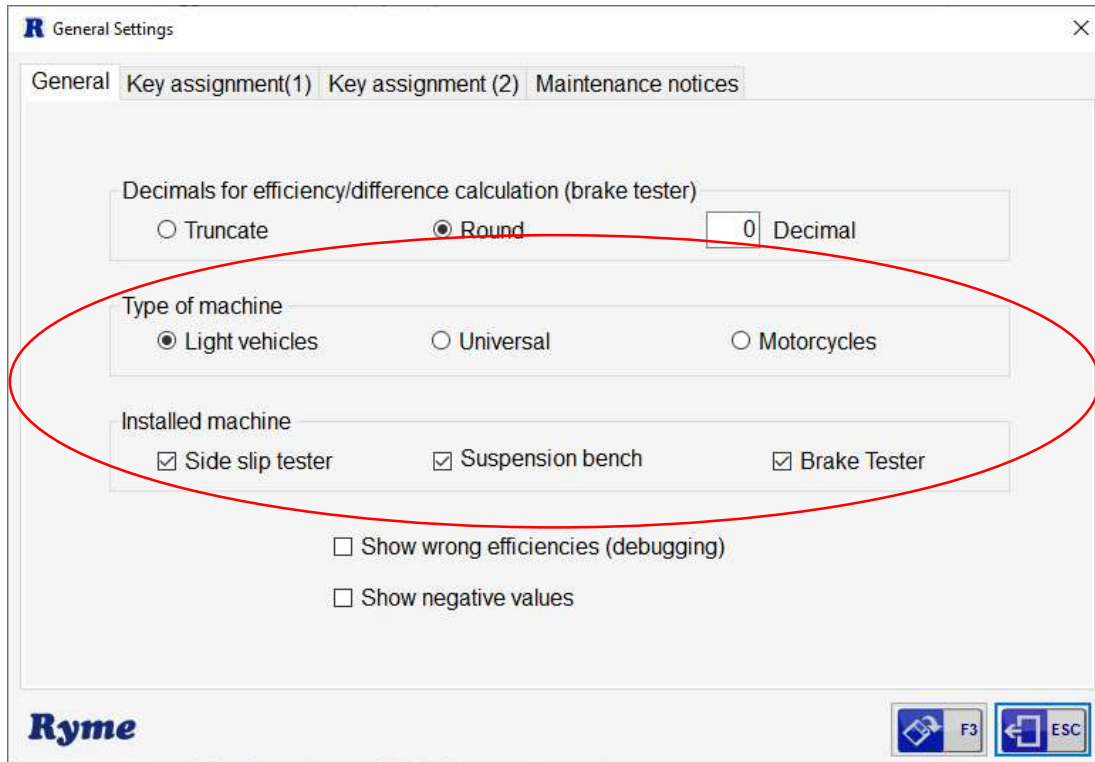 R General Settings
General Key assignment(1) Key assignment (2) Maintenance notices
Decimals for efficiency/difference calculation (brake tester)
Truncate Round 0 Decimal
Type of machine
Light vehicles Universal Motorcycles
Installed machine
Side slip tester Suspension bench Brake Tester
Show wrong efficiencies (debugging)
Show negative values
Ryme F3 ESC